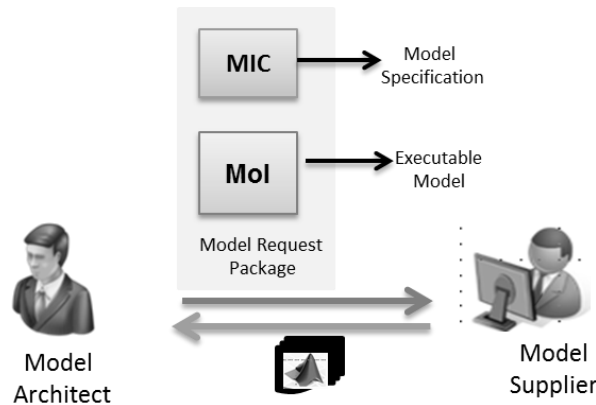 MIC
Model
Specification
MoI
Executable
Model
Model Request
Package
Model
Architect
Model
Supplier